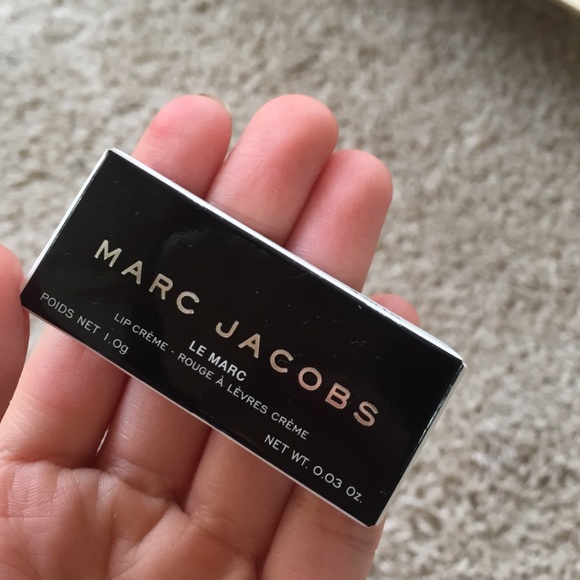 MARC JACOBS
LE MARC
LIP CRÈME - ROUGE À LÈVRES CRÈME
POIDS NET 1.0g
NET WT. 0.03 Oz.